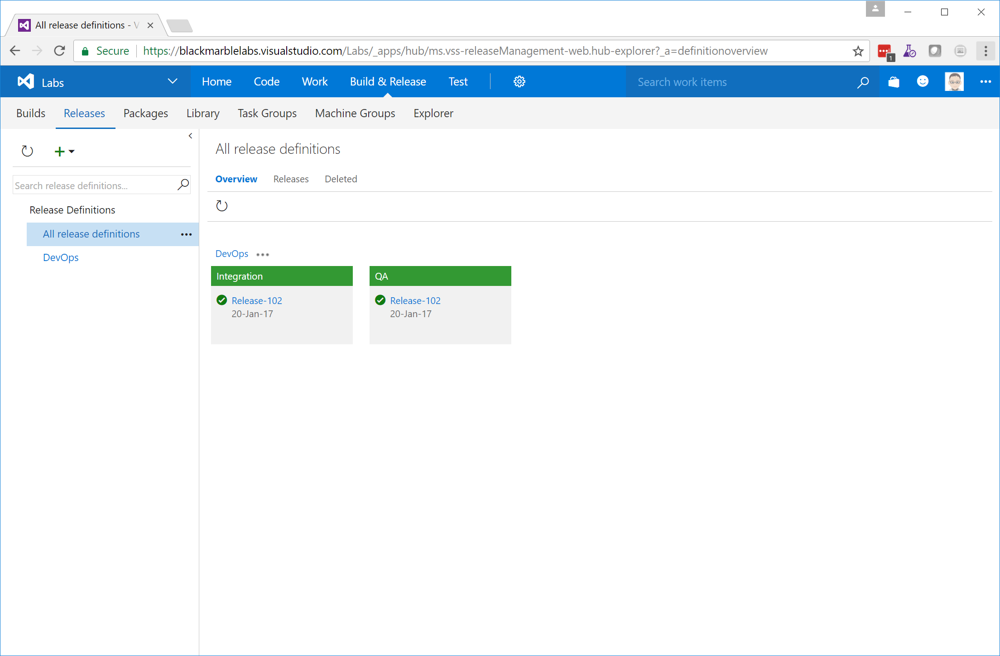 All release definitions - V
Secure https://blackmarblelabs.visualstudio.com/Labs/_apps/hub/ms.vss-releaseManagement-web.hub-explorer?_a=definitionoverview
1
Labs Home Code Work Build & Release Test Search work items
Builds Releases Packages Library Task Groups Machine Groups Explorer
All release definitions
Overview Releases Deleted
Search release definitions...
Release Definitions
All release definitions
DevOps
DevOps
Integration QA
Release-102 Release-102
20-Jan-17 20-Jan-17